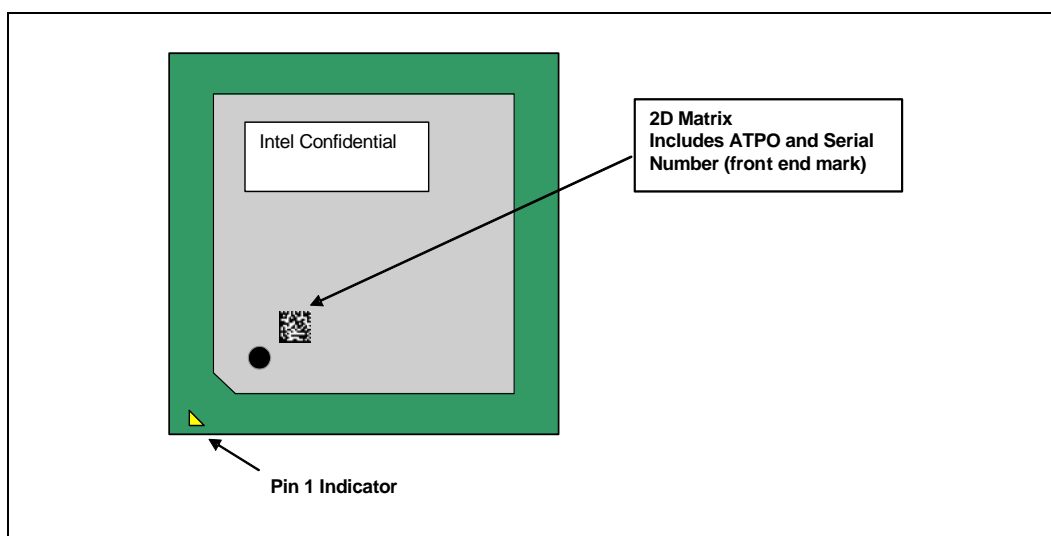 Intel Confidential
2D Matrix
Includes ATPO and Serial
Number (front end mark)
Pin 1 Indicator